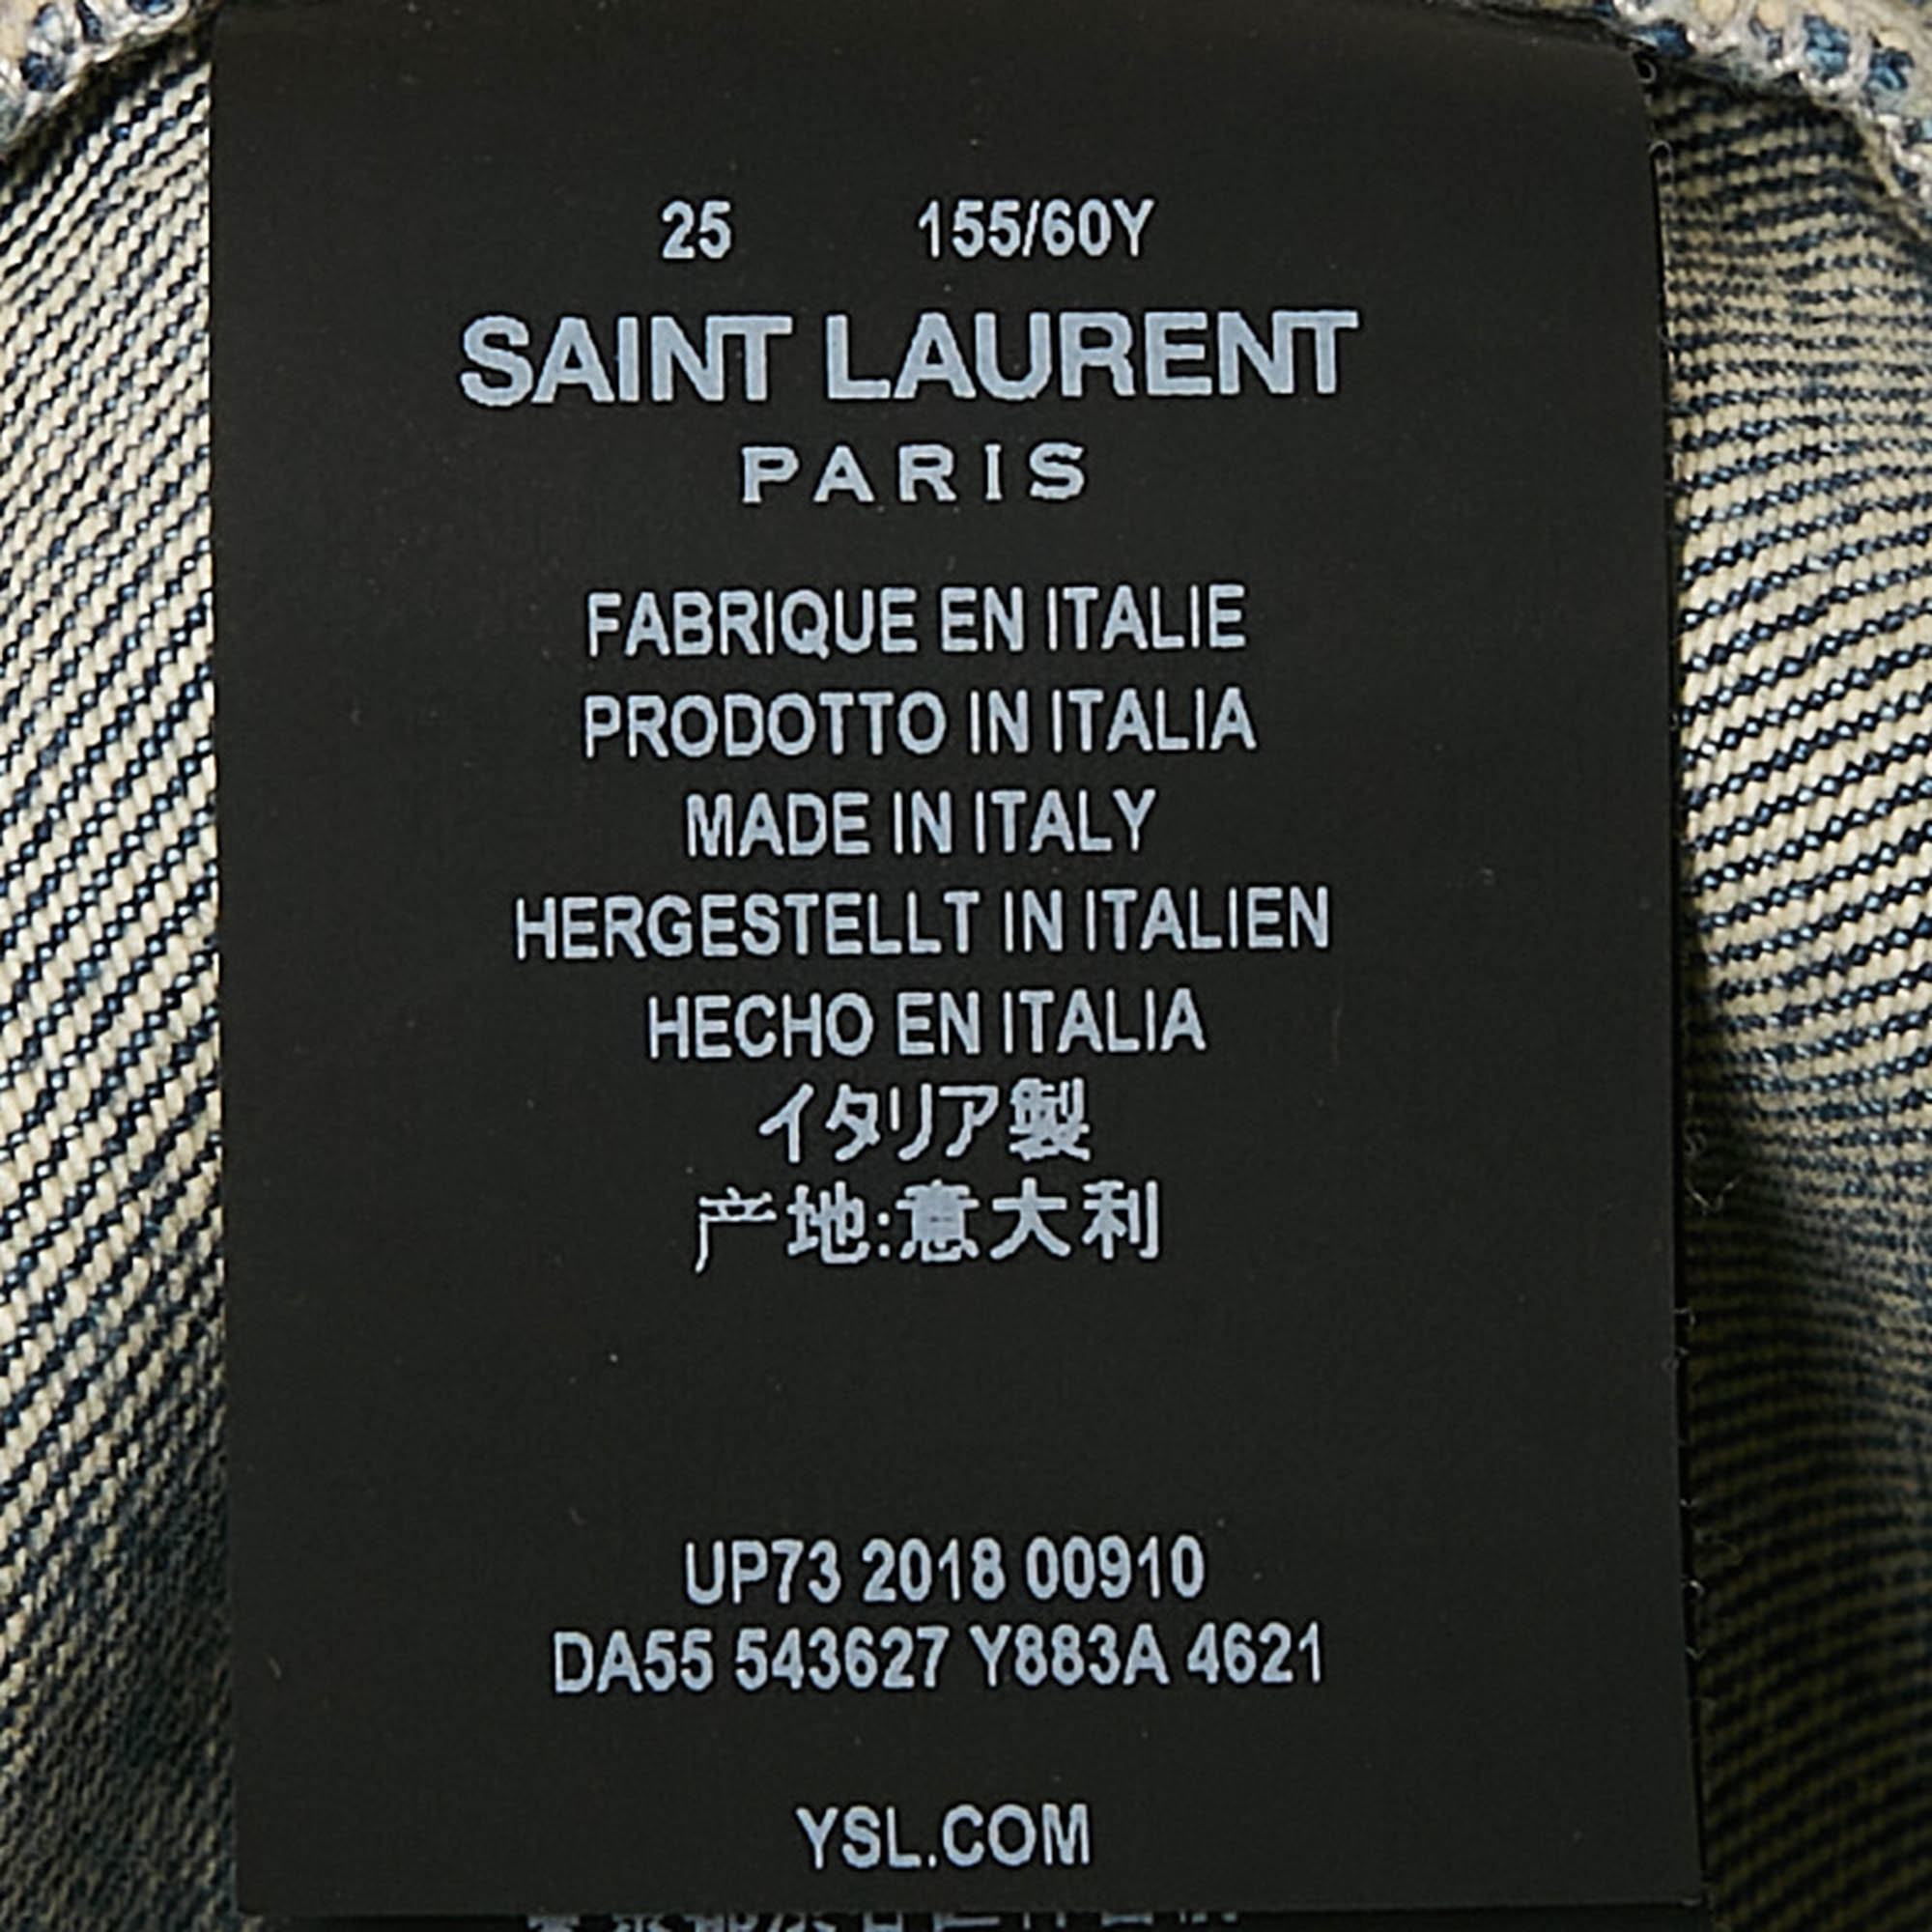 25 155/60Y
SAINT LAURENT
PARIS
FABRIQUE EN ITALIE
PRODOTTO IN ITALIA
MADE IN ITALY
HERGESTELLT IN ITALIEN
HECHO EN ITALIA
イタリア製
产地:意大利
UP73 2018 00910
DA55 543627 Y883A 4621
YSL.COM